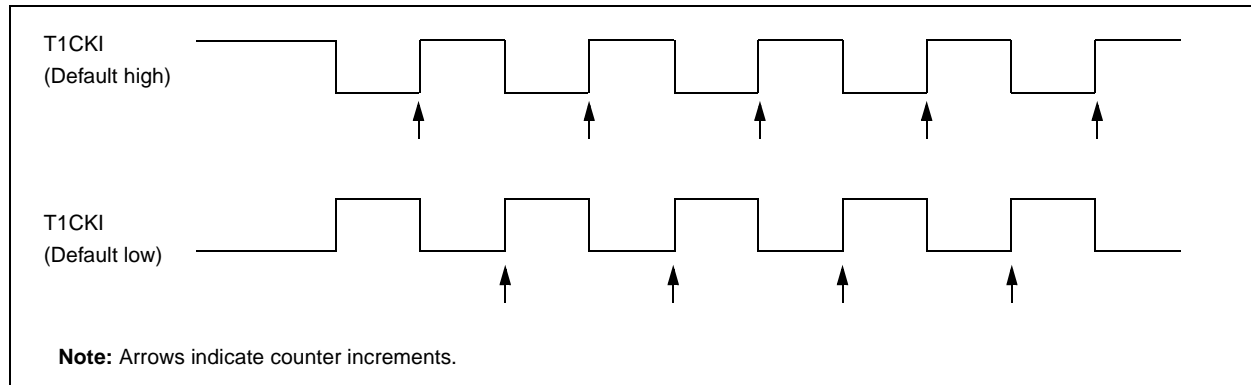 T1CKI
(Default high)
T1CKI
(Default low)
Note: Arrows indicate counter increments.